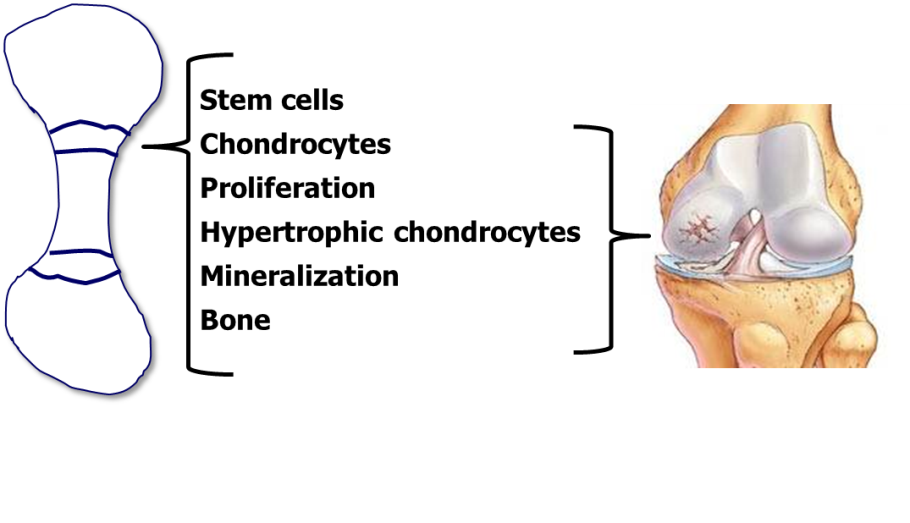 Stem cells
Chondrocytes
Proliferation
Hypertrophic chondrocytes
Mineralization
Bone